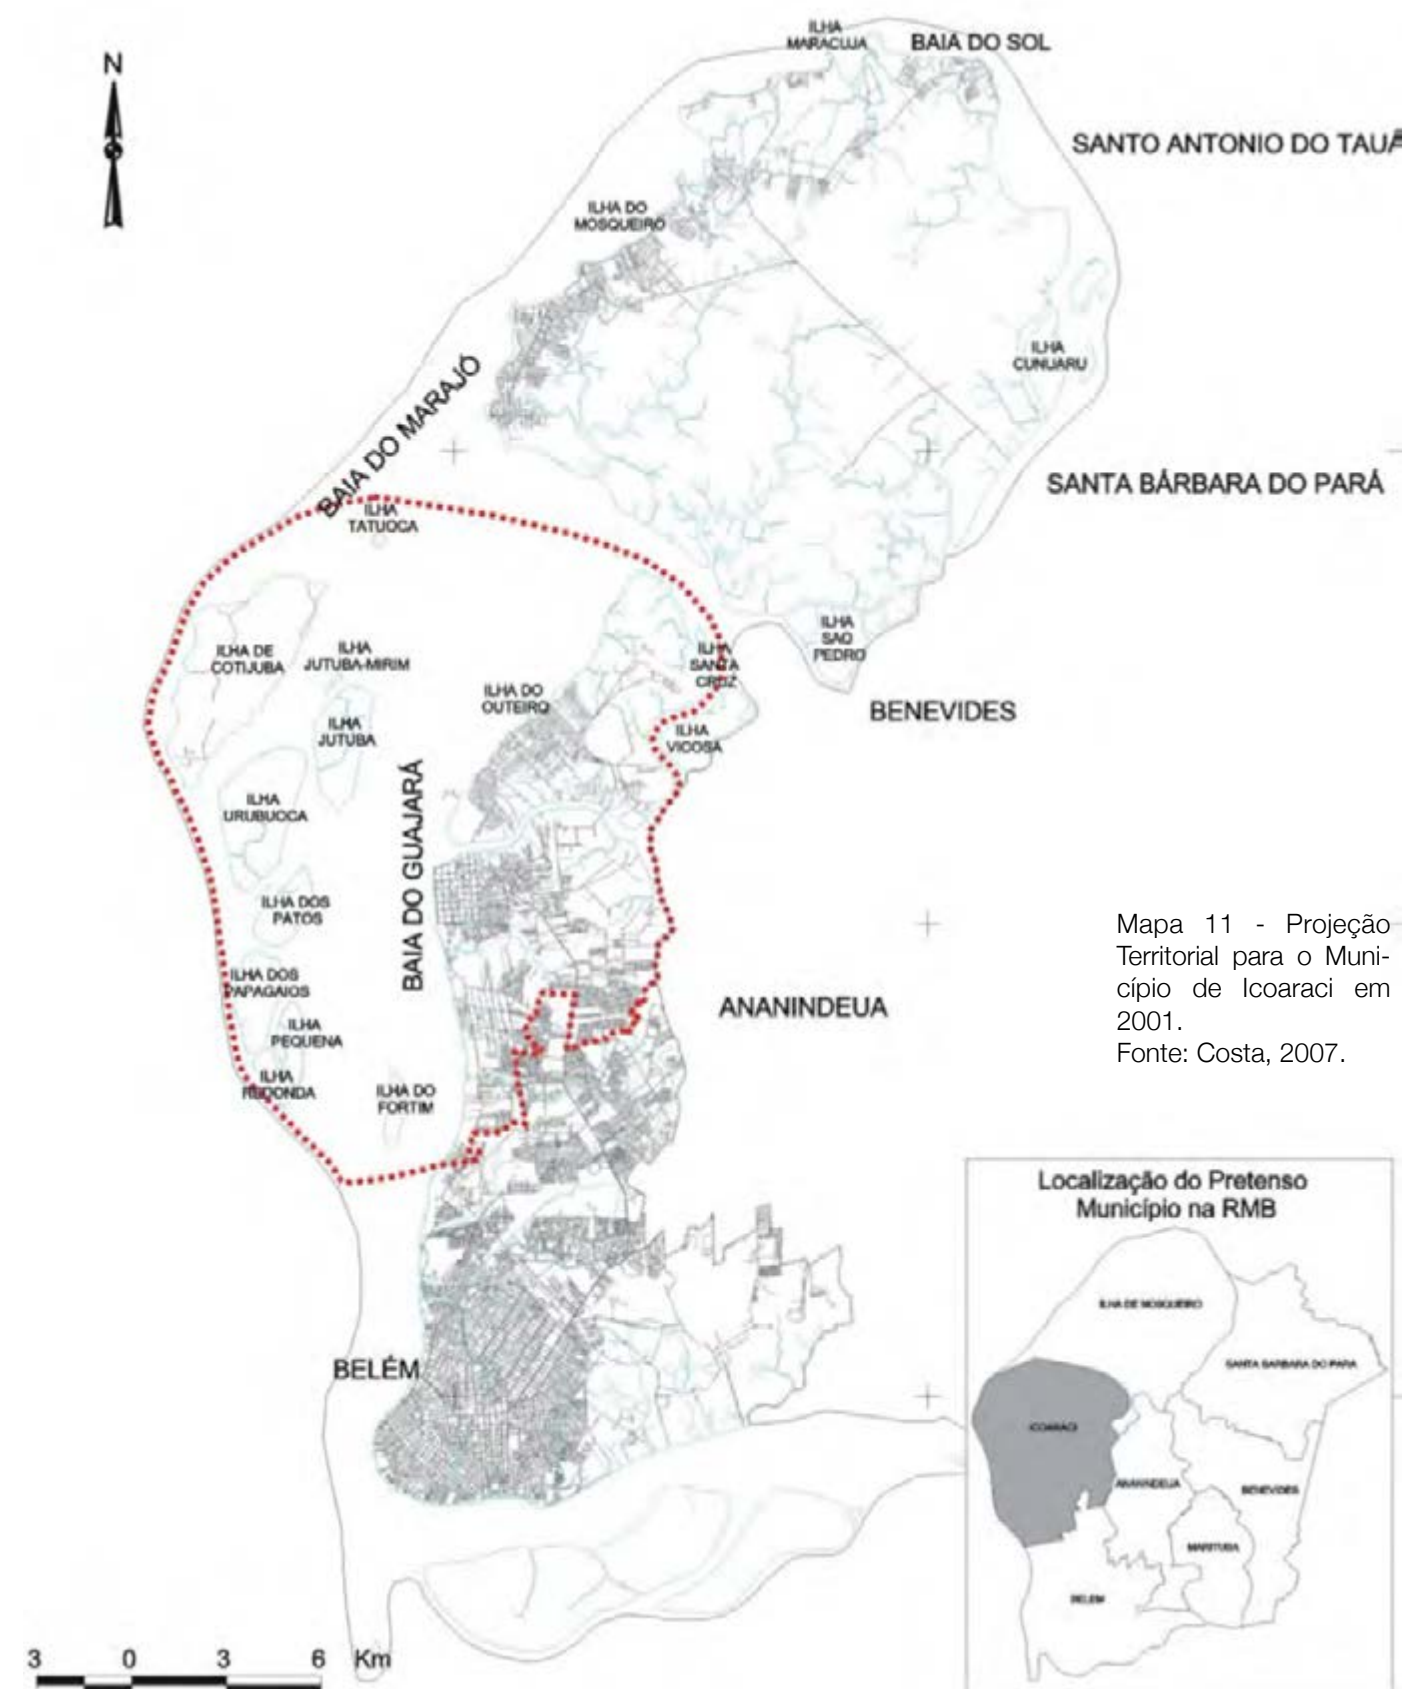 N
ILHA
MARACUJA
BAIA DO SOL
SANTO ANTONIO DO TAUÁ
ILHA DO
MOSQUEIRO
ILHA
CUNUARU
BAIA DO MARAJÓ
SANTA BÁRBARA DO PARÁ
ILHA
TATUOCA
ILHA
SAO
PEDRO
ILHA DE
COTIJUBA
ILHA
JUTUBA-MIRIM
ILHA
SANTA
CRUZ
ILHA DO
OUTEIRO
BENEVIDES
ILHA
JUTUBA
ILHA
VICOSA
BAIA DO GUAJARÁ
ILHA
URUBUOCA
ILHA DOS
PATOS
Mapa 11 - Projeção
Territorial para o Muni-
cípio de Icoaraci em
2001.
Fonte: Costa, 2007.
ILHA DOS
PAPAGAIOS
ANANINDEUA
ILHA
PEQUENA
ILHA
REDONDA
ILHA DO
FORTIM
BELÉM
Localização do Pretenso
Município na RMB
ILHA DE MOSQUEIRO
SANTA BARBARA DO PARA
ICOARACI
ANANINDEUA
BENEVIDES
MARITUBA
BELEM
3 0 3 6 Km